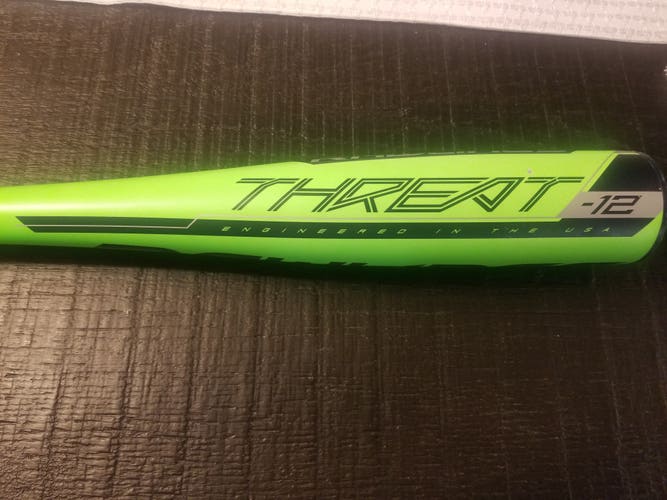 THREAT
-12
ENGINEERED IN THE USA